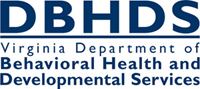 DBHDS
Virginia Department of
Behavioral Health and
Developmental Services